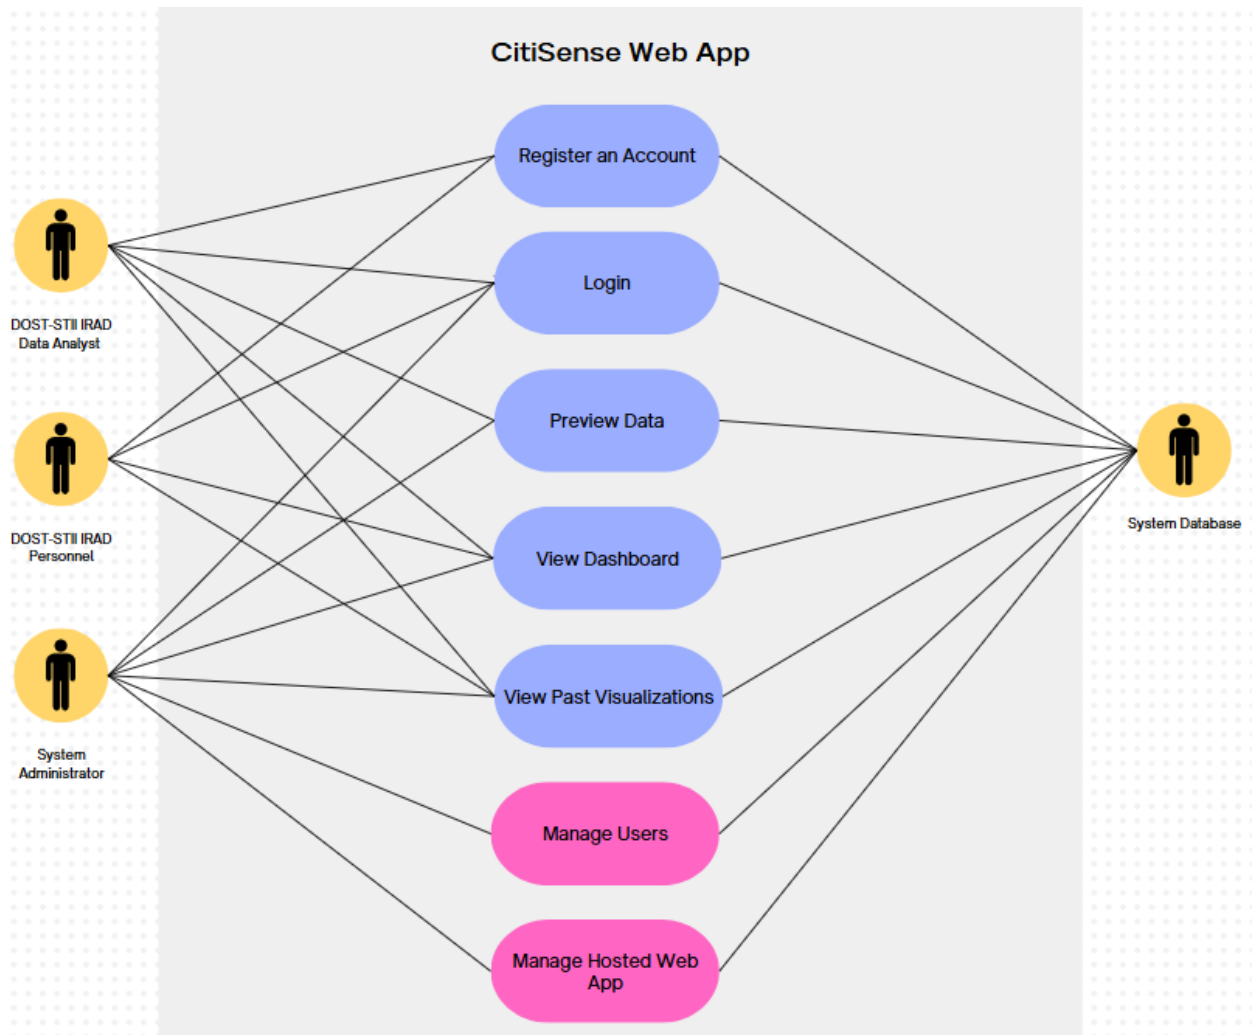 CitiSense Web App
Register an Account
Login
Preview Data
View Dashboard
View Past Visualizations
Manage Users
Manage Hosted Web
App
DOST-STII IRAD
Data Analyst
DOST-STII IRAD
Personnel
System
Administrator
System Database